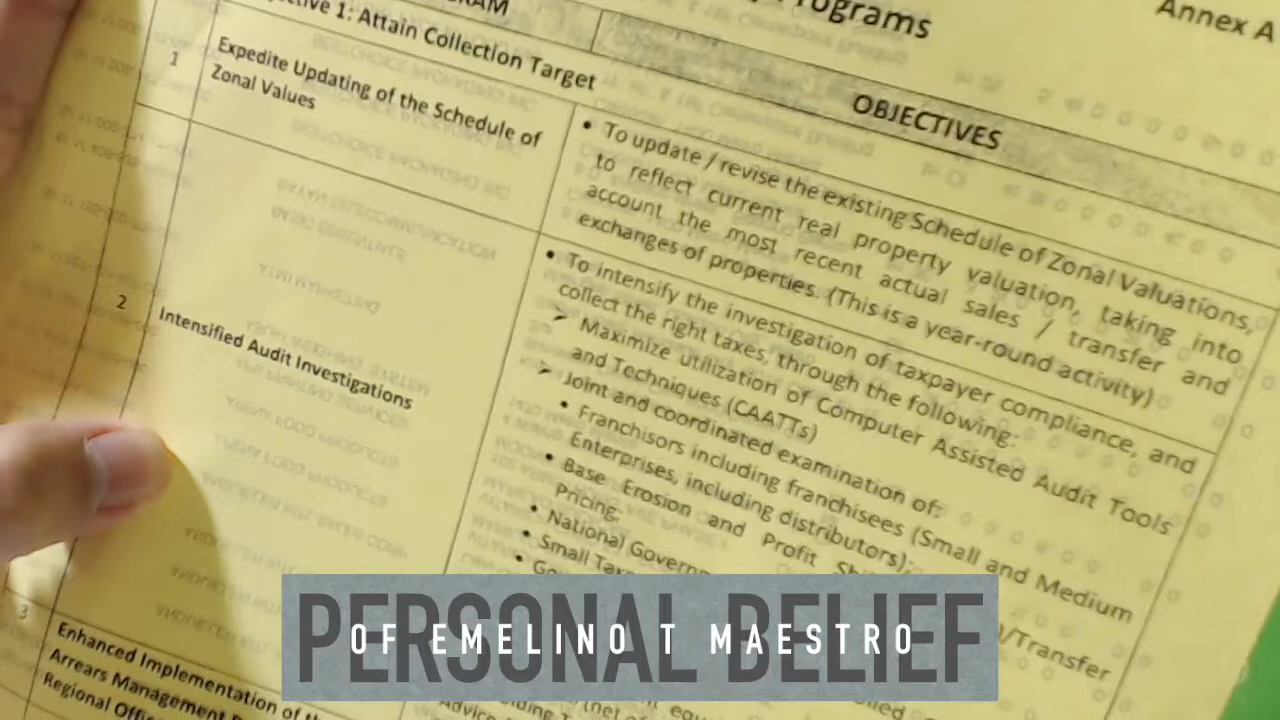 Programs
Annex A
OBJECTIVES
1: Attain Collection Target
1
Expedite Updating of the Schedule of
Zonal Values
• To update / revise the existing Schedule of Zonal Valuations,
to reflect current real property valuation, taking into
account the most recent actual sales / transfer and
exchanges of properties. (This is a year-round activity)
2
Intensified Audit Investigations
• To intensify the investigation of taxpayer compliance, and
collect the right taxes, through the following:
➢ Maximize utilization of Computer Assisted Audit Tools
and Techniques (CAATTs)
➢ Joint and coordinated examination of:
• Franchisors including franchisees (Small and Medium
Enterprises, including distributors);
• Base Erosion and Profit
/Transfer
Pricing;
• National
• Small
3
Enhanced Implementation of
Arrears Management
Regional
PERSONAL BELIEF
OF EMELINO T MAESTRO